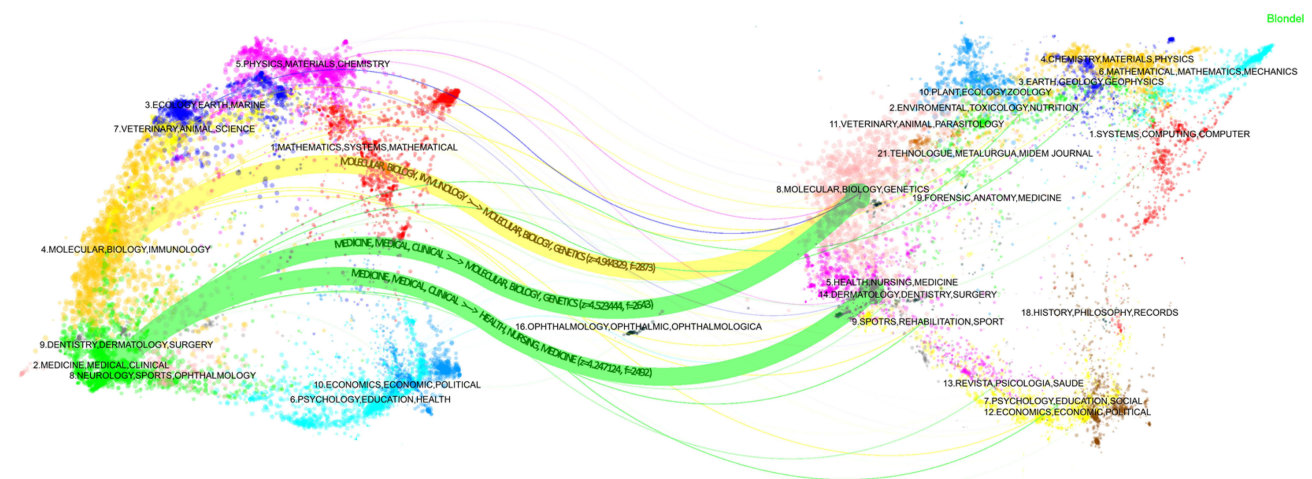 Blondel
5.PHYSICS,MATERIALS,CHEMISTRY
3.ECOLOGY,EARTH,MARINE
7.VETERINARY,ANIMAL,SCIENCE
1.MATHEMATICS,SYSTEMS,MATHEMATICAL
4.MOLECULAR,BIOLOGY,IMMUNOLOGY
9.DENTISTRY,DERMATOLOGY,SURGERY
2.MEDICINE,MEDICAL,CLINICAL
8.NEUROLOGY,SPORTS,OPHTHALMOLOGY
10.ECONOMICS,ECONOMIC,POLITICAL
6.PSYCHOLOGY,EDUCATION,HEALTH
MOLECULAR, BIOLOGY, IMMUNOLOGY >--> MOLECULAR, BIOLOGY, GENETICS (z=4.944329, f=2873)
MEDICINE, MEDICAL, CLINICAL >--> MOLECULAR, BIOLOGY, GENETICS (z=4.523444, f=2643)
MEDICINE, MEDICAL, CLINICAL >--> HEALTH, NURSING, MEDICINE (z=4.247124, f=2492)
4.CHEMISTRY,MATERIALS,PHYSICS
6.MATHEMATICAL,MATHEMATICS,MECHANICS
3.EARTH,GEOLOGY,GEOPHYSICS
10.PLANT,ECOLOGY,ZOOLOGY
2.ENVIROMENTAL,TOXICOLOGY,NUTRITION
11.VETERINARY,ANIMAL,PARASITOLOGY
1.SYSTEMS,COMPUTING,COMPUTER
21.TEHNOLOGUE,METALURGUA,MIDEM JOURNAL
8.MOLECULAR,BIOLOGY,GENETICS
19.FORENSIC,ANATOMY,MEDICINE
5.HEALTH,NURSING,MEDICINE
14.DERMATOLOGY,DENTISTRY,SURGERY
18.HISTORY,PHILOSOPHY,RECORDS
9.SPOTRS,REHABILITATION,SPORT
16.OPHTHALMOLOGY,OPHTHALMIC,OPHTHALMOLOGICA
13.REVISTA,PSICOLOGIA,SAUDE
7.PSYCHOLOGY,EDUCATION,SOCIAL
12.ECONOMICS,ECONOMIC,POLITICAL